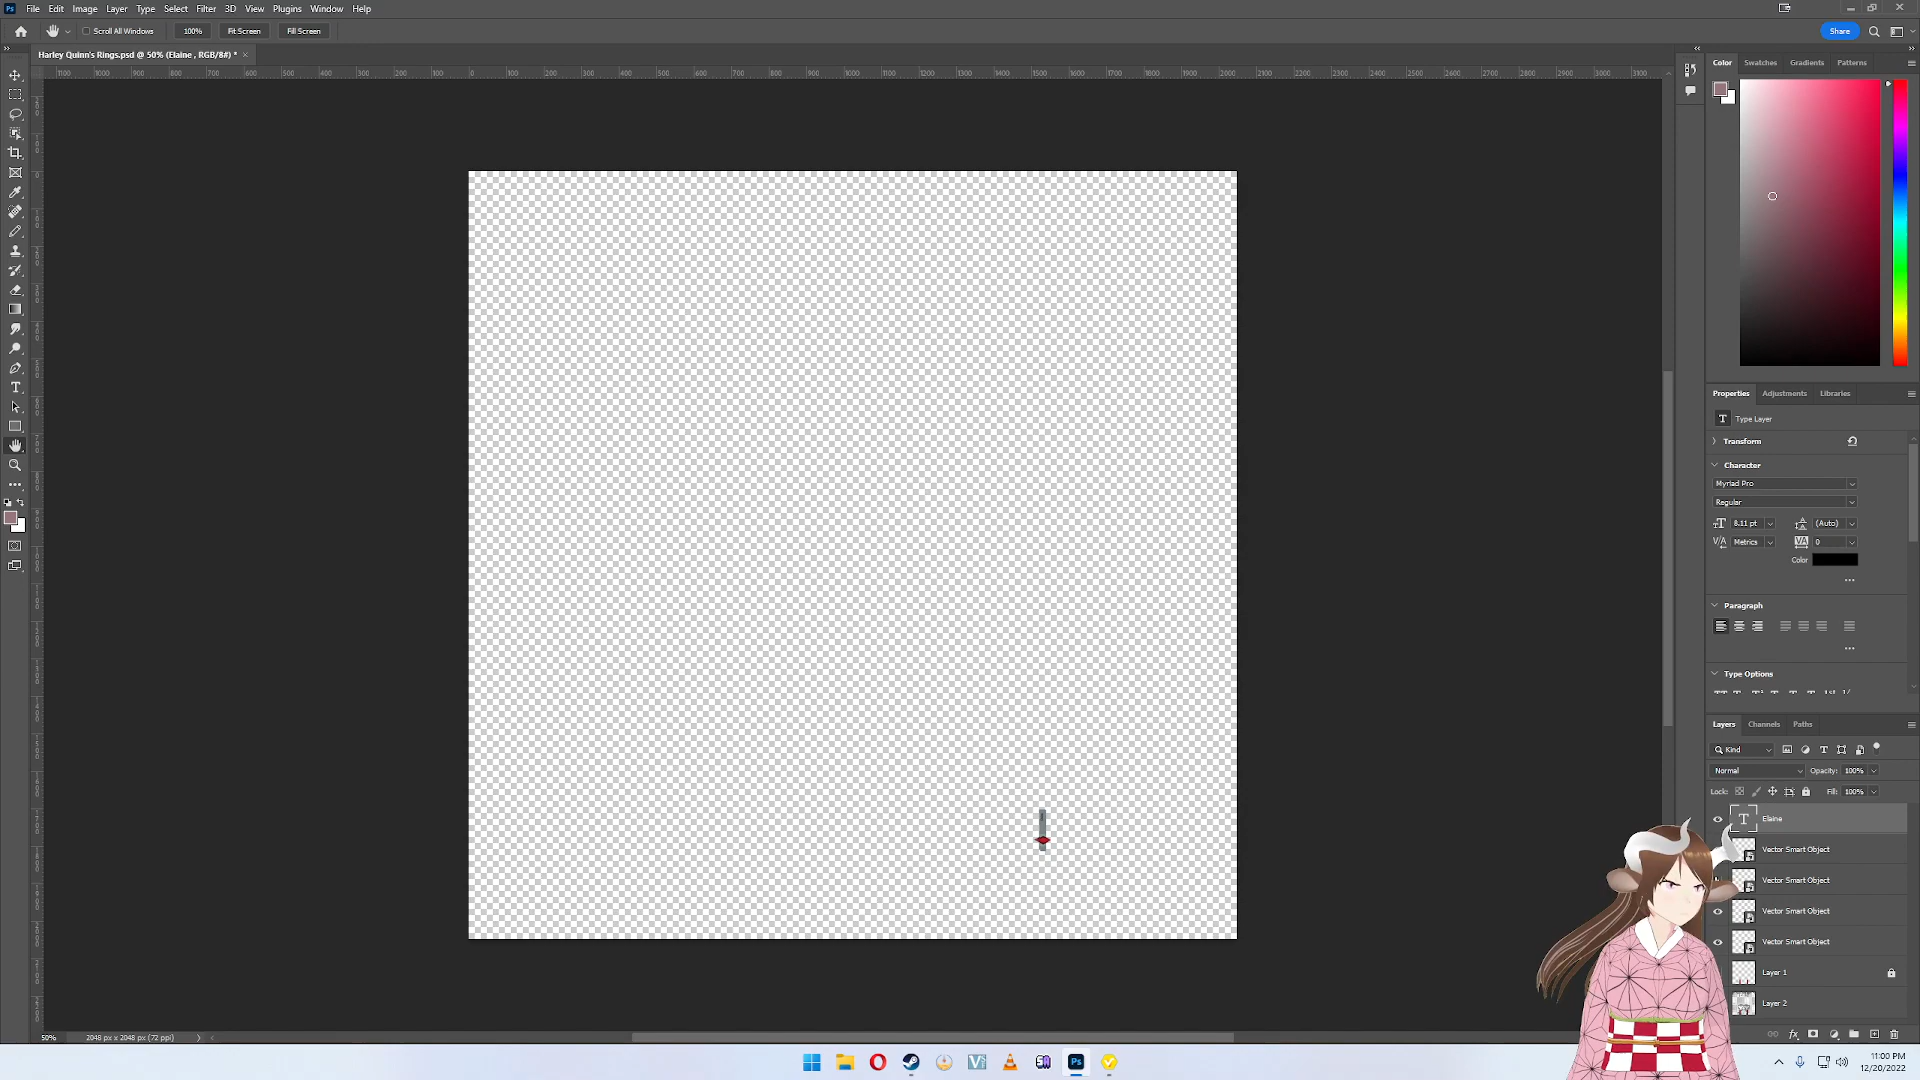 File Edit Image Layer Type Select Filter 3D View Plugins Window Help
Scroll All Windows 100% Fit Screen Fill Screen Share
Harley Quinn's Rings.psd @ 50% (Elaine , RGB/8#) *
Color Swatches Gradients Patterns
Properties Adjustments Libraries
Type Layer
Transform
Character
Myriad Pro
Regular
8.11 pt (Auto)
Metrics 0
Color
Paragraph
Type Options
Layers Channels Paths
Kind
Normal Opacity: 100%
Lock: Fill: 100%
Elaine
Vector Smart Object
Vector Smart Object
Vector Smart Object
Vector Smart Object
Layer 1
Layer 2
50% 2048 px x 2048 px (72 ppi)
11:00 PM
12/20/2022